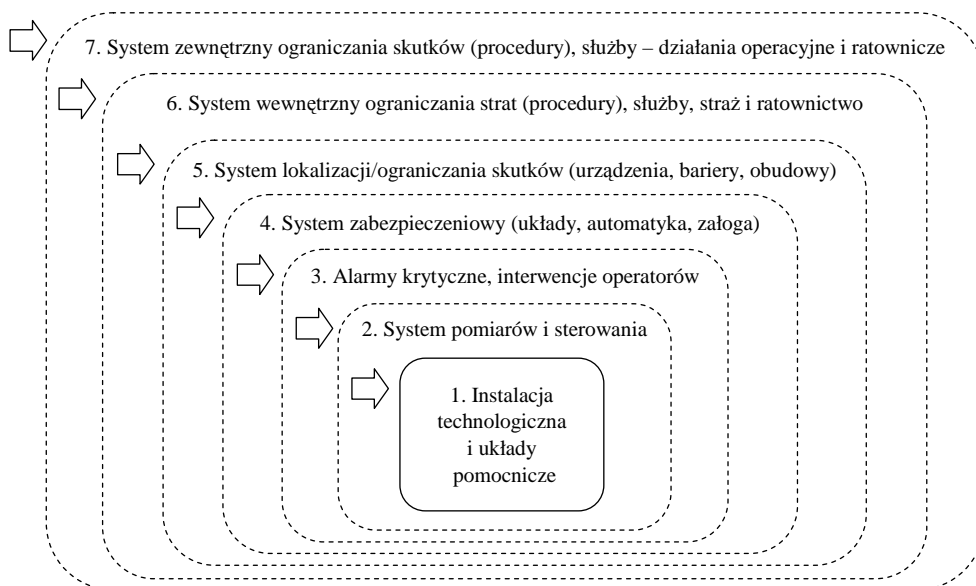 7. System zewnętrzny ograniczania skutków (procedury), służby – działania operacyjne i ratownicze
6. System wewnętrzny ograniczania strat (procedury), służby, straż i ratownictwo
5. System lokalizacji/ograniczania skutków (urządzenia, bariery, obudowy)
4. System zabezpieczeniowy (układy, automatyka, załoga)
3. Alarmy krytyczne, interwencje operatorów
2. System pomiarów i sterowania
1. Instalacja
technologiczna
i układy
pomocnicze